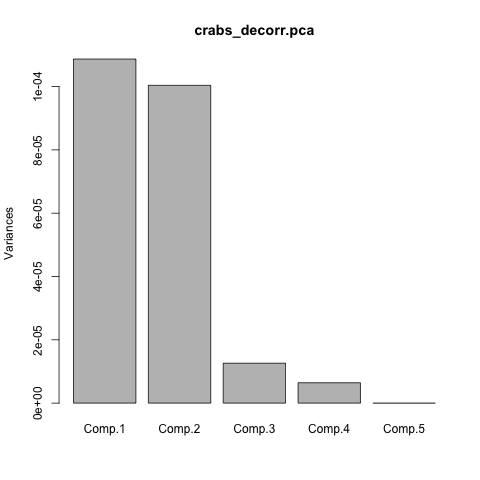 crabs_decorr.pca
Variances
1e-04
8e-05
6e-05
4e-05
2e-05
0e+00
Comp.1 Comp.2 Comp.3 Comp.4 Comp.5